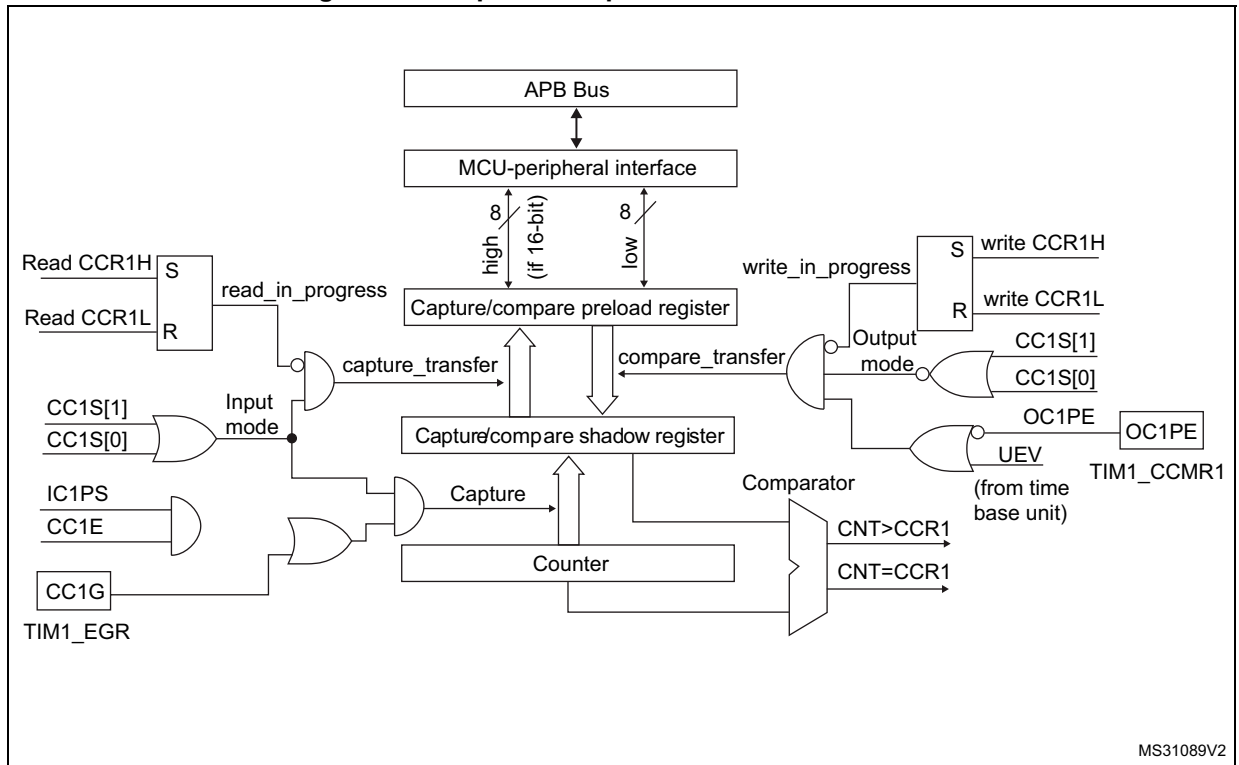 APB Bus
MCU-peripheral interface
8
high
(if 16-bit)
8
low
Read CCR1H
S
read_in_progress
Read CCR1L
R
write_in_progress
S
write CCR1H
R
write CCR1L
Capture/compare preload register
capture_transfer
compare_transfer
Output
mode
CC1S[1]
CC1S[0]
CC1S[1]
CC1S[0]
Input
mode
Capture/compare shadow register
OC1PE
OC1PE
UEV
TIM1_CCMR1
(from time
base unit)
IC1PS
CC1E
Capture
Comparator
CNT>CCR1
Counter
CNT=CCR1
CC1G
TIM1_EGR
MS31089V2